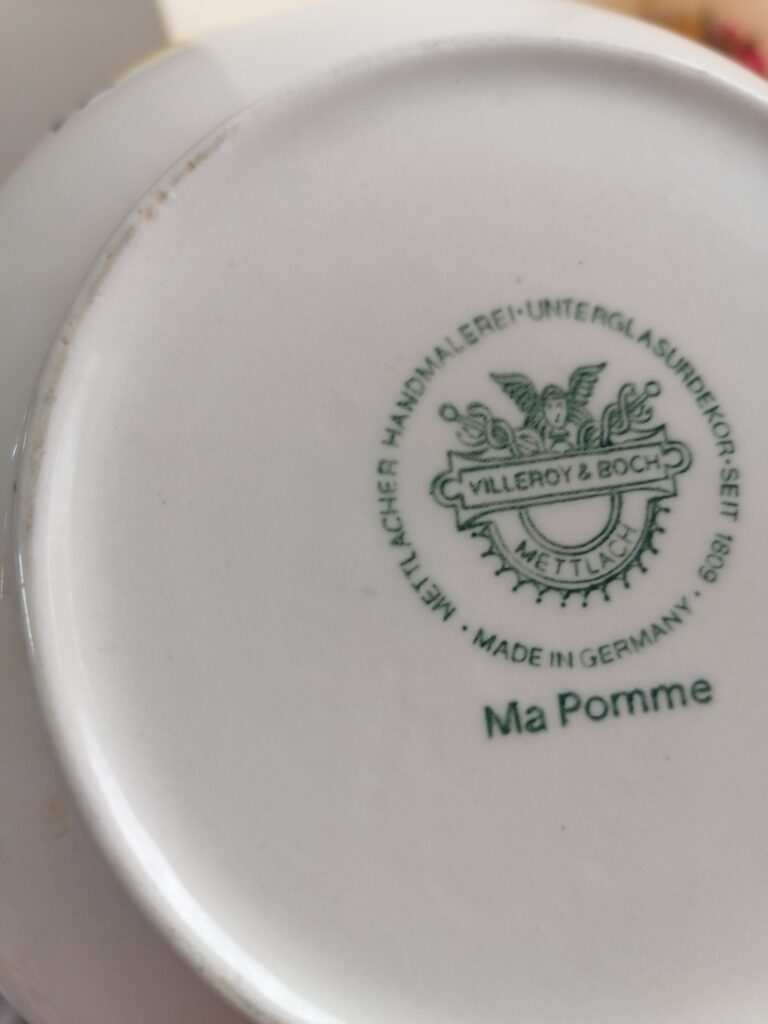 METTLACHER HANDMALEREI · UNTERGLASURDEKOR · SEIT 1809 ·
VILLEROY & BOCH
METTLACH
· MADE IN GERMANY ·
Ma Pomme